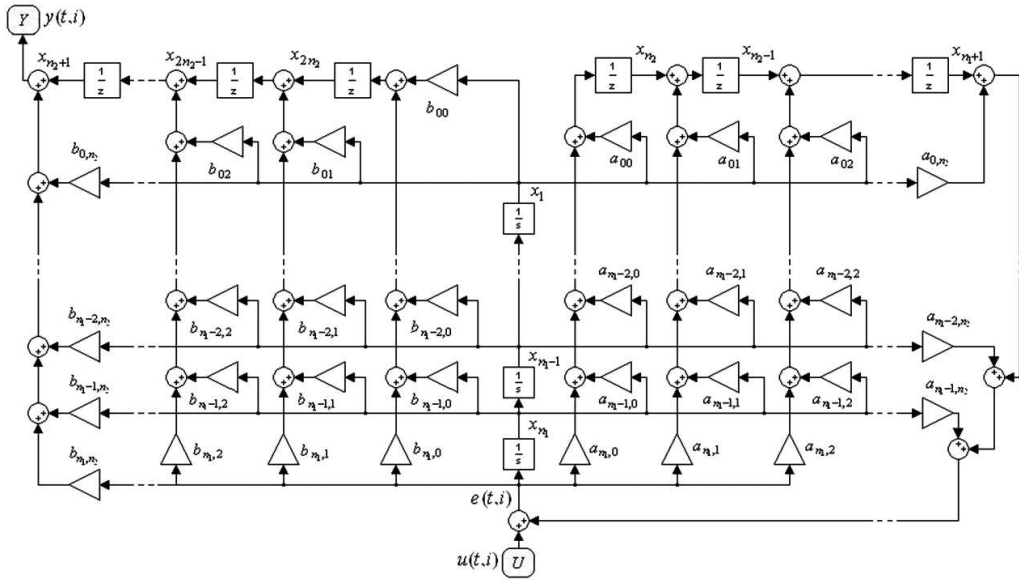 Y y(t,i)
x_{n_2+1} x_{2n_2-1} x_{2n_2} x_{n_2} x_{n_2-1} x_{n_1+1}
+ + 1/z + + 1/z + + 1/z + + 1/z + + 1/z + + 1/z + +
b_{00}
+ + + + + + + + + +
b_{0,n_2} b_{02} b_{01} a_{00} a_{01} a_{02} a_{0,n_2}
+ +
x_1
1/s
a_{n_1-2,0} a_{n_1-2,1} a_{n_1-2,2}
+ + + + + + + + + + + +
b_{n_1-2,n_2} b_{n_1-2,2} b_{n_1-2,1} b_{n_1-2,0} a_{n_1-2,n_2}
+ +
x_{n_1-1}
+ + + + + + 1/s + + + + + + + +
b_{n_1-1,n_2} b_{n_1-1,2} b_{n_1-1,1} b_{n_1-1,0} a_{n_1-1,0} a_{n_1-1,1} a_{n_1-1,2} a_{n_1-1,n_2}
+ +
x_{n_1}
b_{n_1,n_2} b_{n_1,2} b_{n_1,1} b_{n_1,0} 1/s a_{n_1,0} a_{n_1,1} a_{n_1,2} + +
e(t,i)
+ +
u(t,i) U